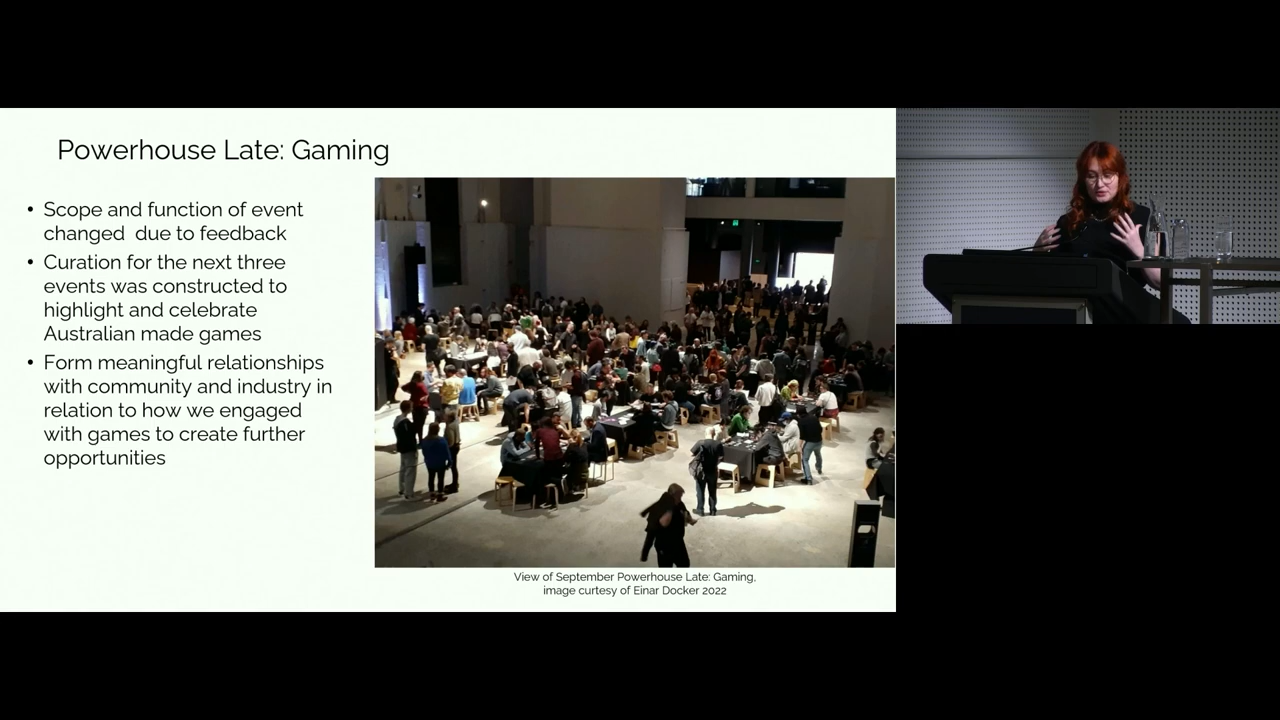 Powerhouse Late: Gaming
• Scope and function of event
changed  due to feedback
• Curation for the next three
events was constructed to
highlight and celebrate
Australian made games
• Form meaningful relationships
with community and industry in
relation to how we engaged
with games to create further
opportunities
View of September Powerhouse Late: Gaming,
image curtesy of Einar Docker 2022